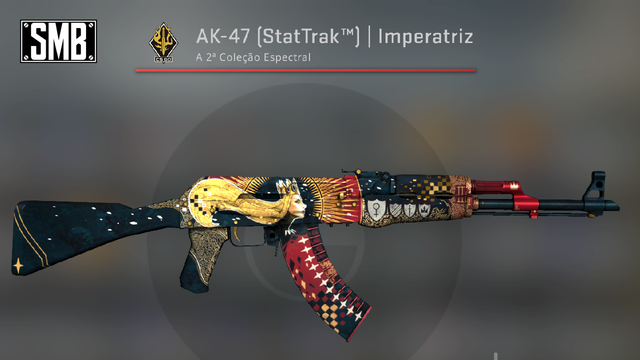 SMB
AK-47 (StatTrak™) | Imperatriz
A 2ª Coleção Espectral